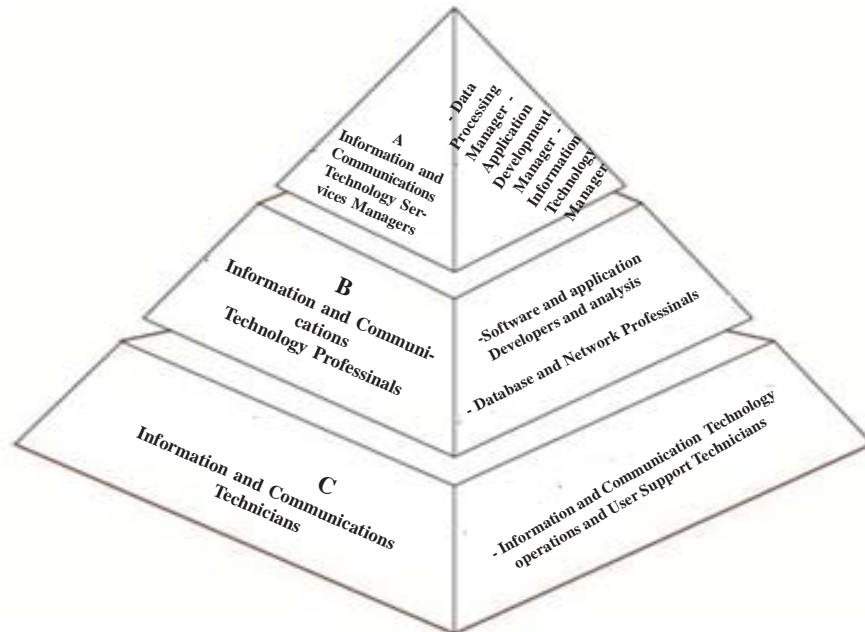 A
Information and
Communications
Technology Ser-
vices Managers
- Data
Processing
Manager -
Application
Development
Manager -
Information
Technology
Manager
B
Information and Communi-
cations
Technology Professinals
-Software and application
Developers and analysis
- Database and Network Professinals
C
Information and Communications
Technicians
- Information and Communication Technology
operations and User Support Technicians